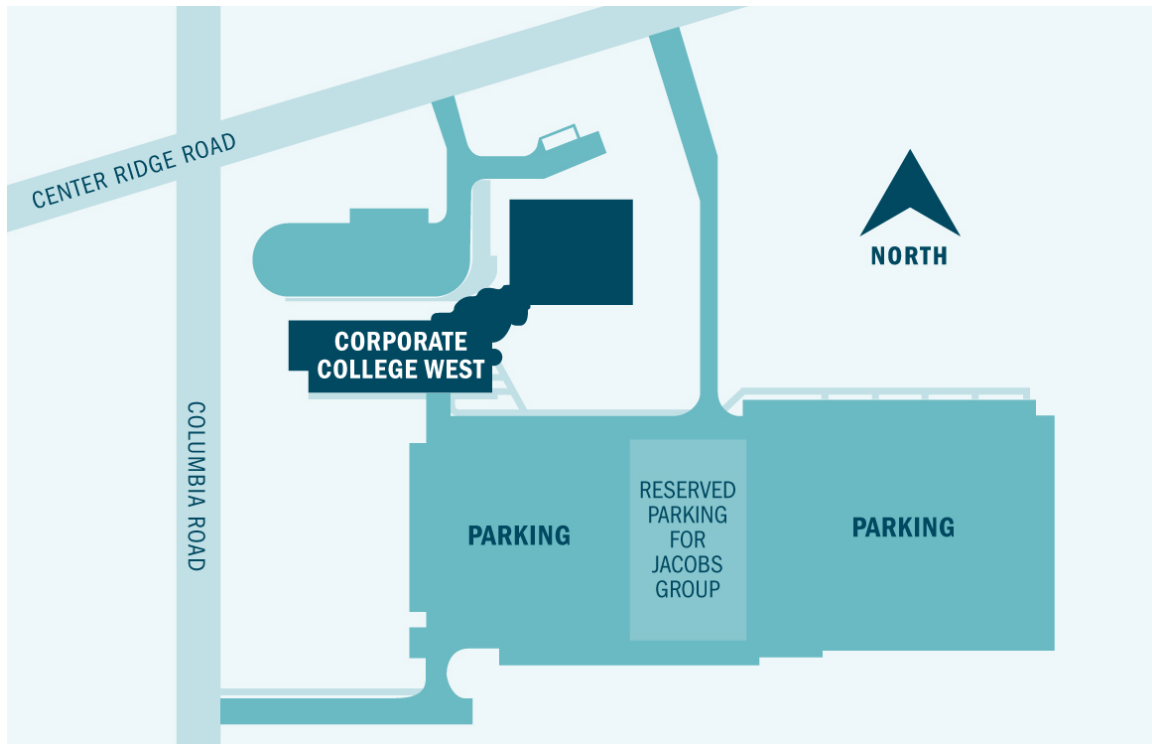 CENTER RIDGE ROAD
NORTH
CORPORATE
COLLEGE WEST
COLUMBIA ROAD
PARKING
RESERVED
PARKING
FOR
JACOBS
GROUP
PARKING